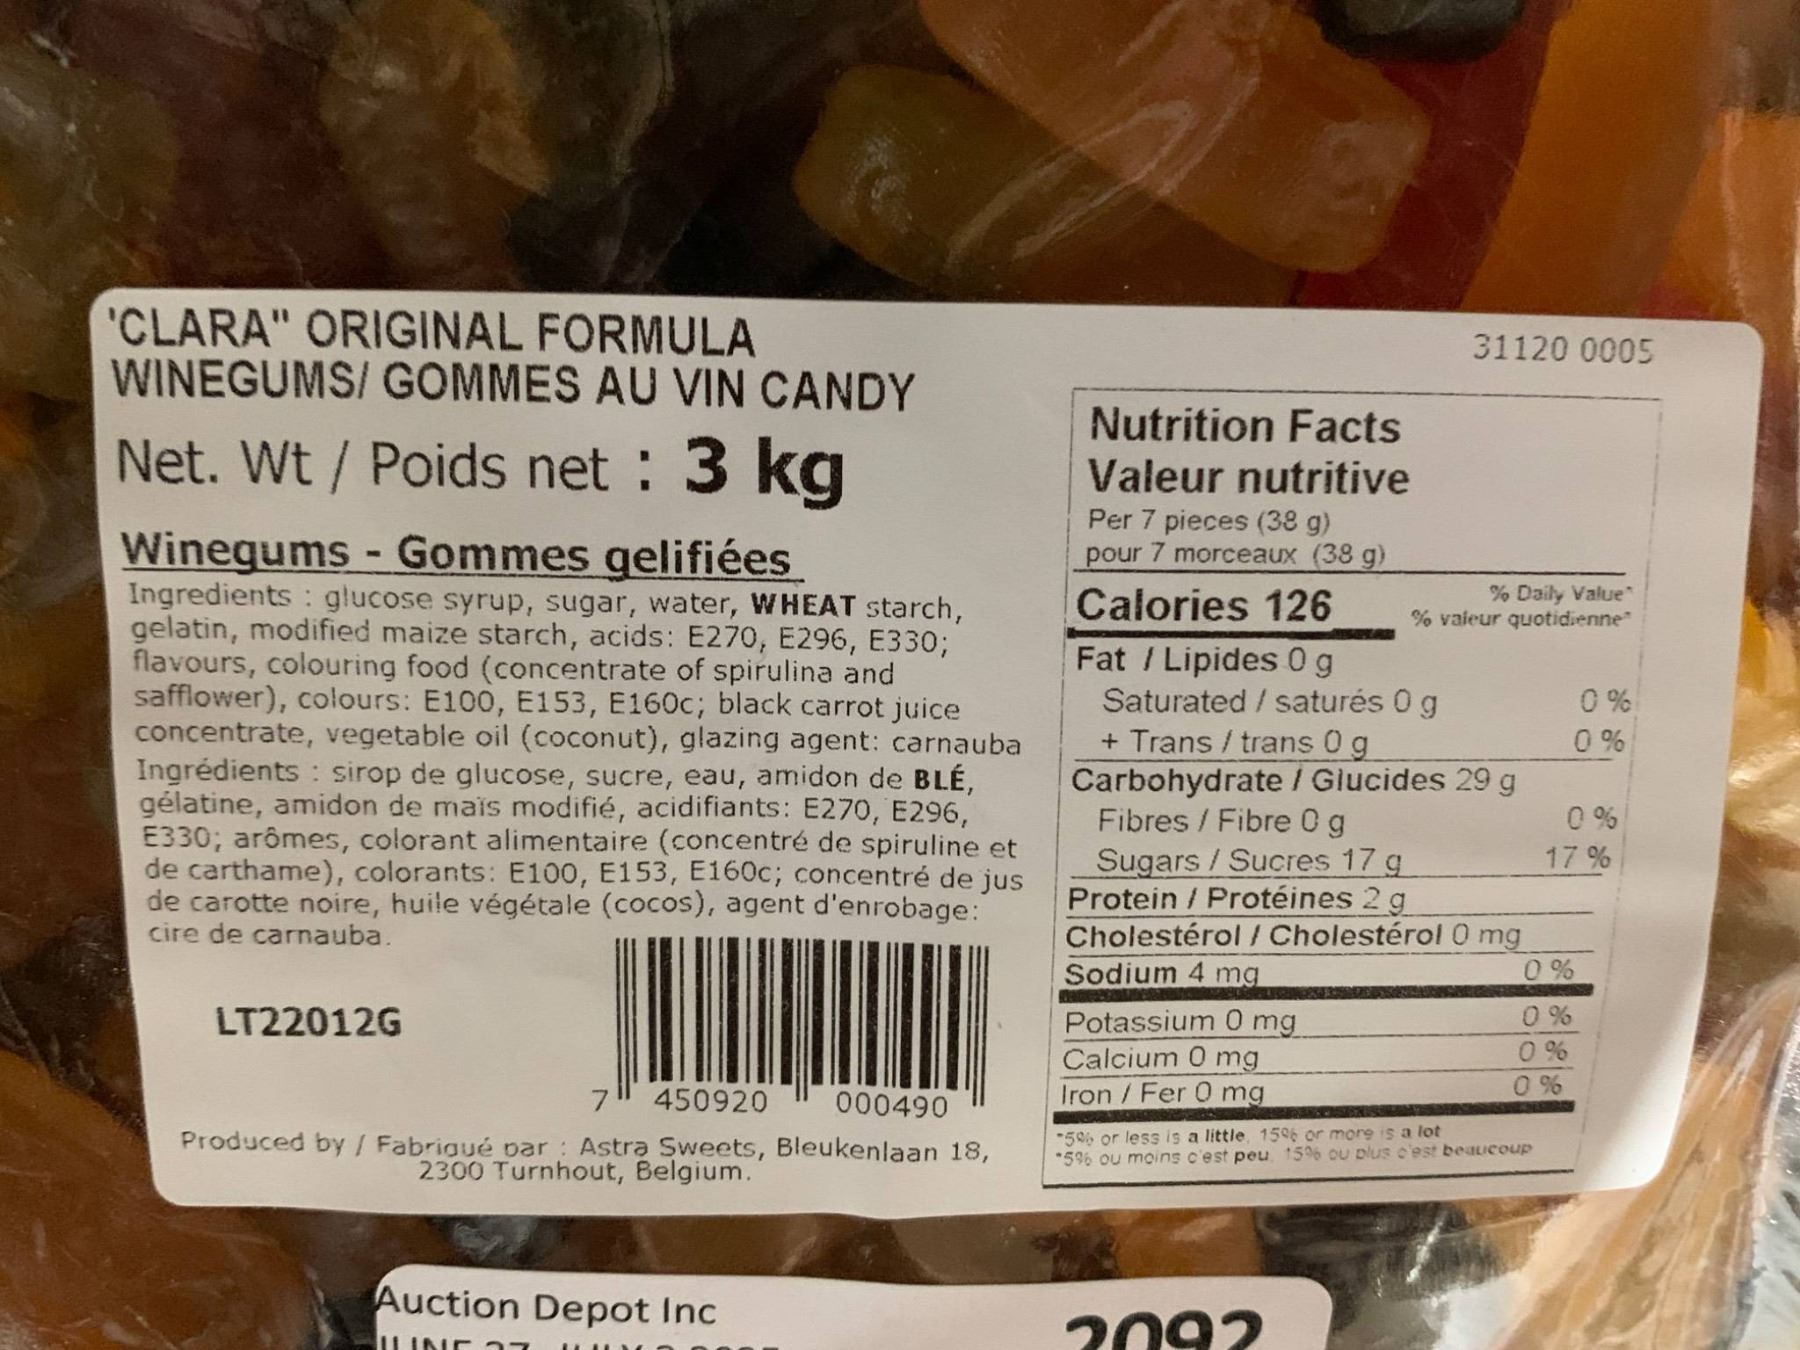 'CLARA" ORIGINAL FORMULA
WINEGUMS/ GOMMES AU VIN CANDY
Net. Wt / Poids net : 3 kg
Winegums - Gommes gelifiées
Ingredients : glucose syrup, sugar, water, WHEAT starch,
gelatin, modified maize starch, acids: E270, E296, E330;
flavours, colouring food (concentrate of spirulina and
safflower), colours: E100, E153, E160c; black carrot juice
concentrate, vegetable oil (coconut), glazing agent: carnauba
Ingrédients : sirop de glucose, sucre, eau, amidon de BLÉ,
gélatine, amidon de maïs modifié, acidifiants: E270, E296,
E330; arômes, colorant alimentaire (concentré de spiruline et
de carthame), colorants: E100, E153, E160c; concentré de jus
de carotte noire, huile végétale (cocos), agent d'enrobage:
cire de carnauba.
LT22012G
7 450920 000490
Produced by / Fabriqué par : Astra Sweets, Bleukenlaan 18,
2300 Turnhout, Belgium.
31120 0005
Nutrition Facts
Valeur nutritive
Per 7 pieces (38 g)
pour 7 morceaux (38 g)
Calories 126
% Daily Value*
% valeur quotidienne*
Fat / Lipides 0 g
Saturated / saturés 0 g 0 %
+ Trans / trans 0 g 0 %
Carbohydrate / Glucides 29 g
Fibres / Fibre 0 g 0 %
Sugars / Sucres 17 g 17 %
Protein / Protéines 2 g
Cholestérol / Cholestérol 0 mg
Sodium 4 mg 0 %
Potassium 0 mg 0 %
Calcium 0 mg 0 %
Iron / Fer 0 mg 0 %
*5% or less is a little, 15% or more is a lot
*5% ou moins c'est peu, 15% ou plus c'est beaucoup
Auction Depot Inc
2092